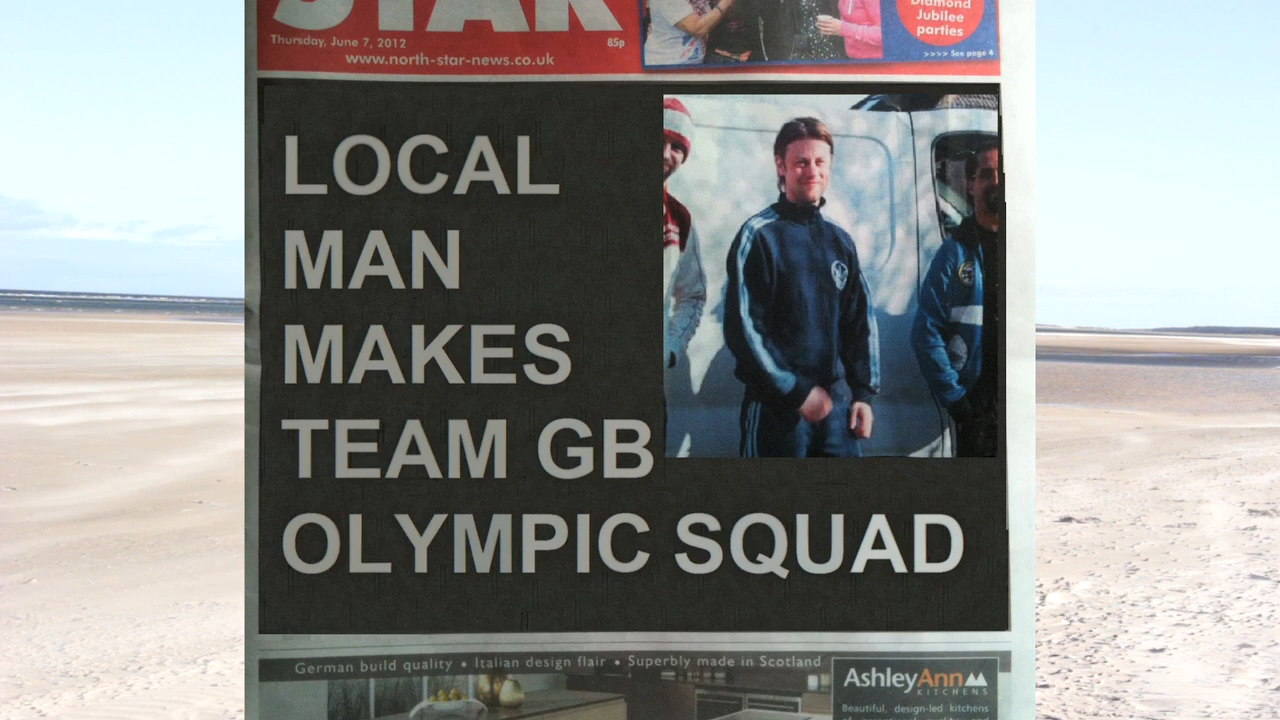 STAR
Diamond
Jubilee
parties
>>>> See page 4
Thursday, June 7, 2012
85p
www.north-star-news.co.uk
LOCAL
MAN
MAKES
TEAM GB
OLYMPIC SQUAD
German build quality • Italian design flair • Superbly made in Scotland
AshleyAnn
KITCHENS
Beautiful, design-led kitchens